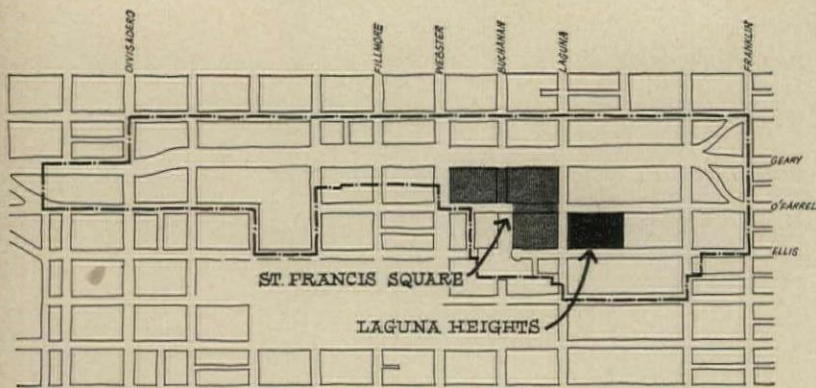 DIVISADERO
FILLMORE
WEBSTER
BUCHANAN
LAGUNA
FRANKLIN
GEARY
O'FARREL
ELLIS
ST. FRANCIS SQUARE
LAGUNA HEIGHTS